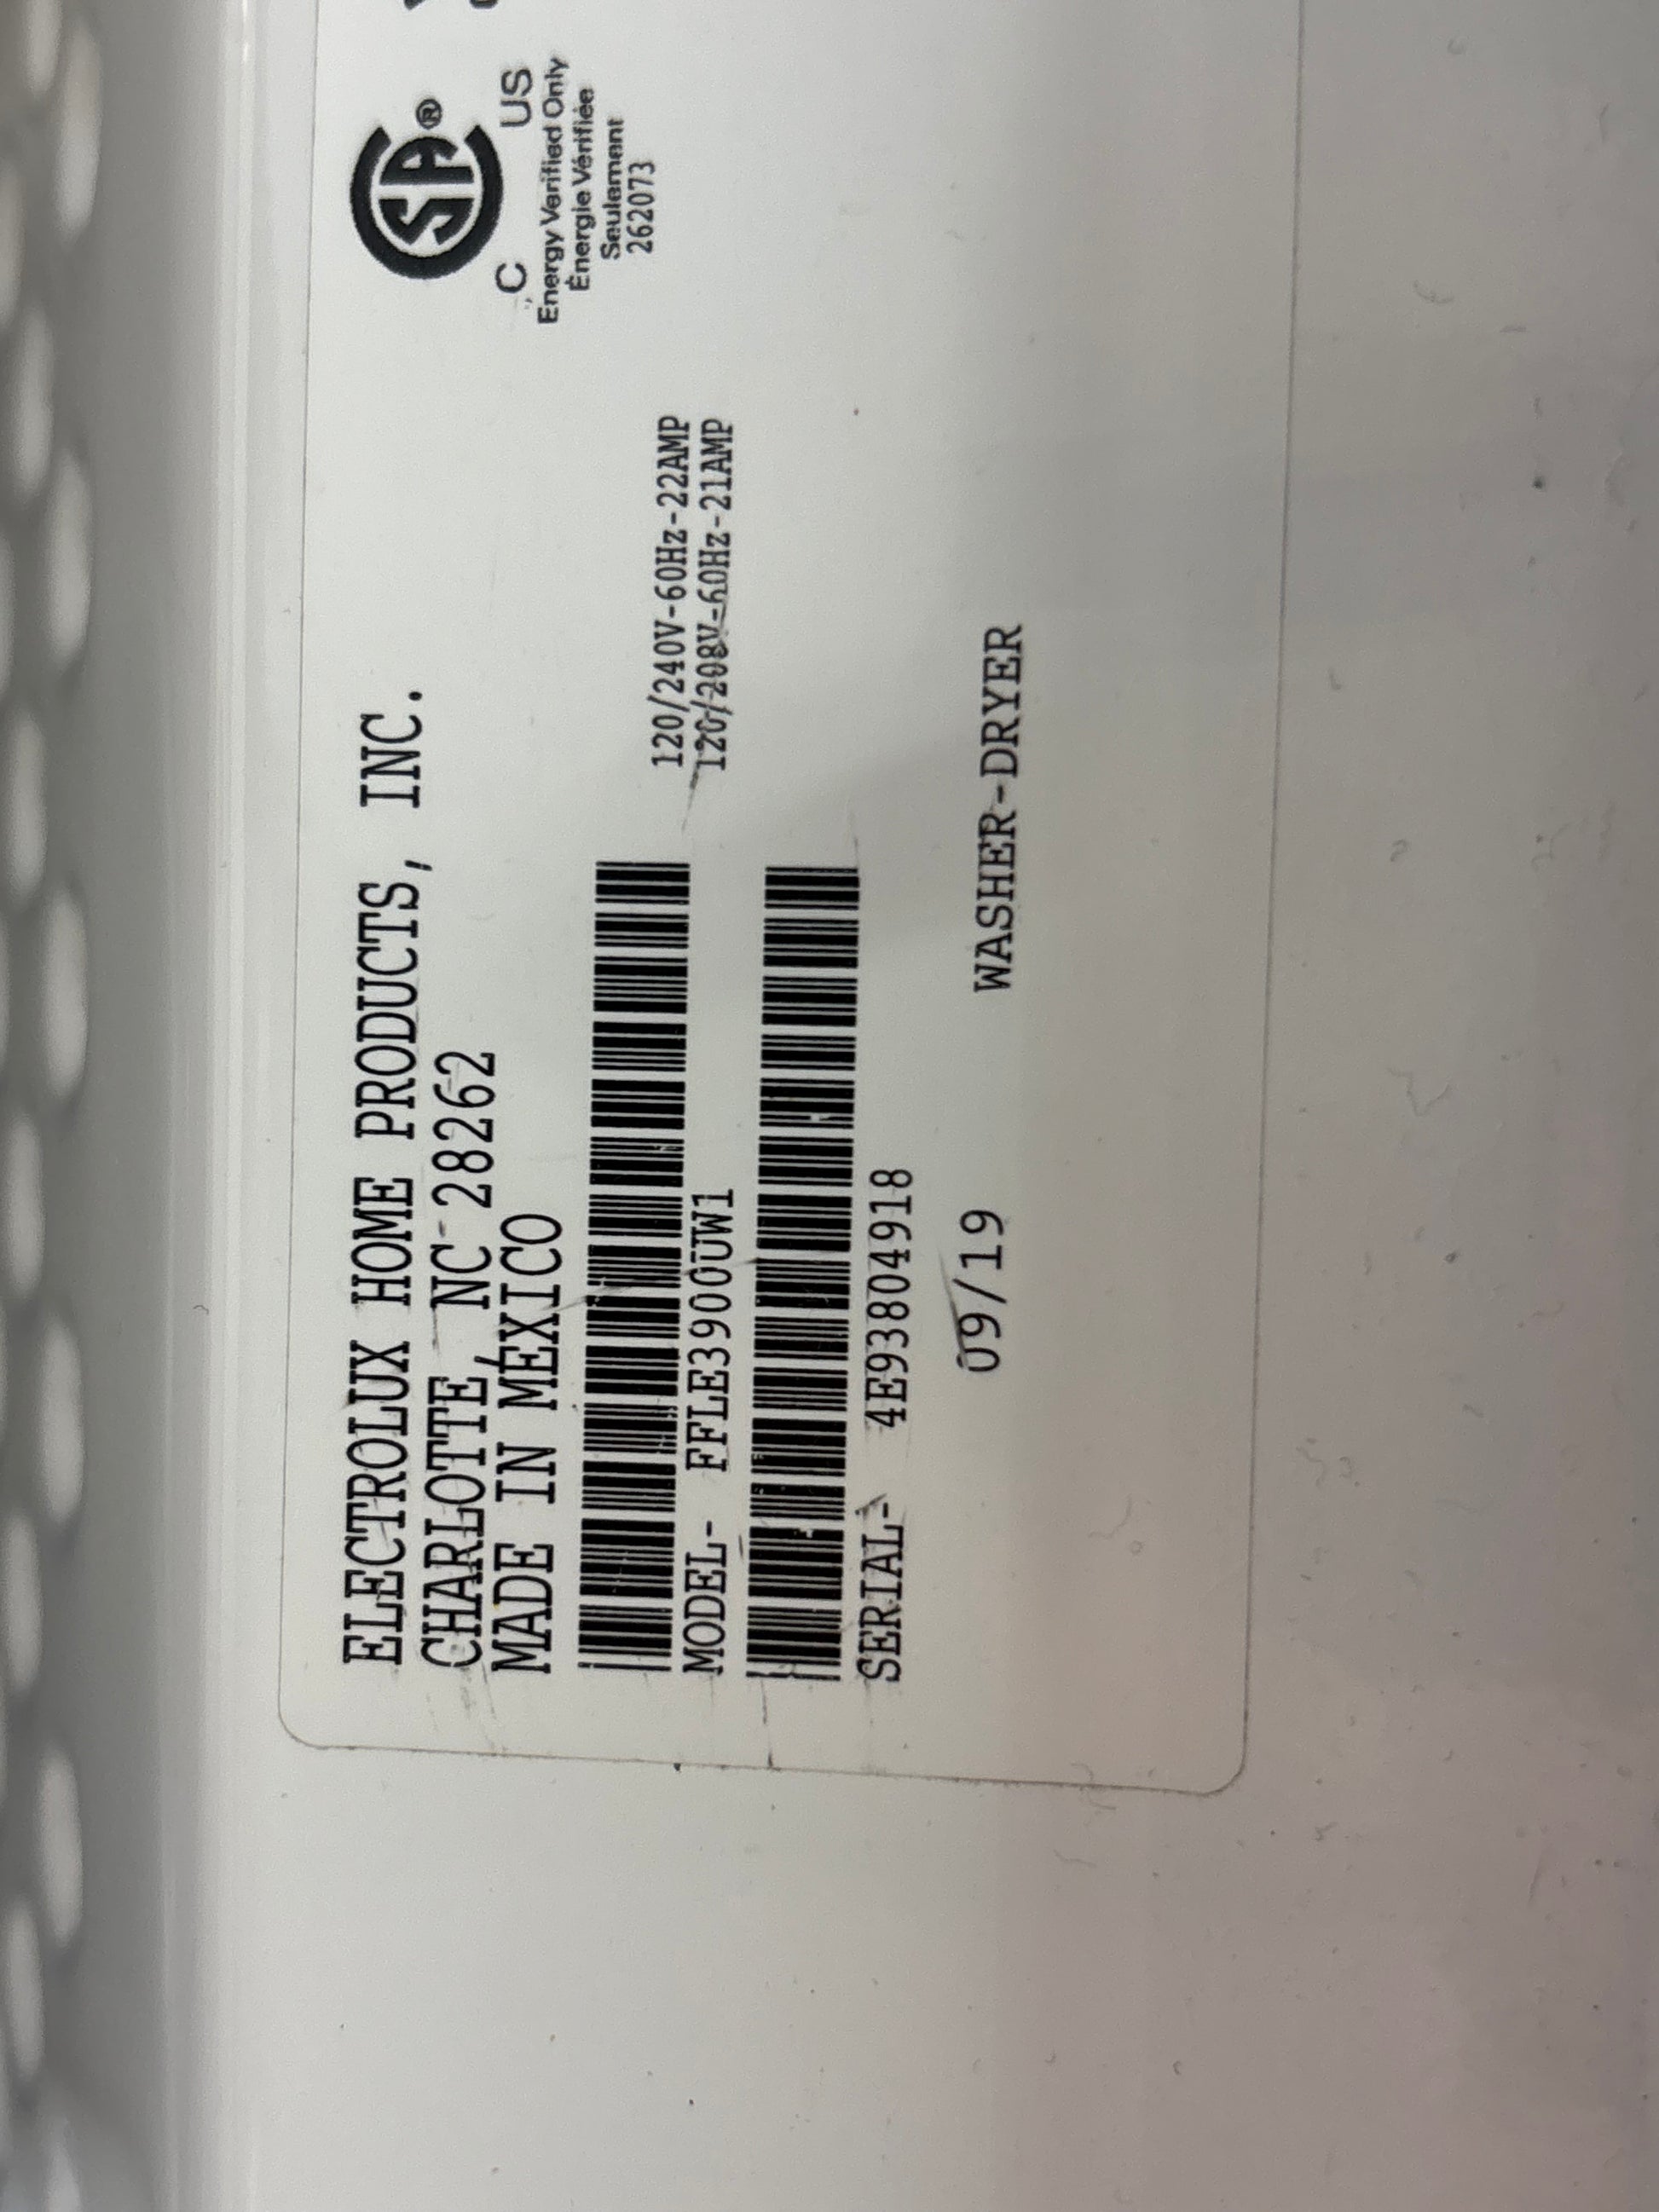 ELECTROLUX HOME PRODUCTS, INC.
CHARLOTTE, NC 28262
MADE IN MEXICO
SA®
C US
Energy Verified Only
Énergie Vérifiée
Seulement
262073
120/240V-60Hz-22AMP
120/208V-60Hz-21AMP
MODEL- FFLE3900UW1
SERIAL- 4E93804918
09/19 WASHER-DRYER